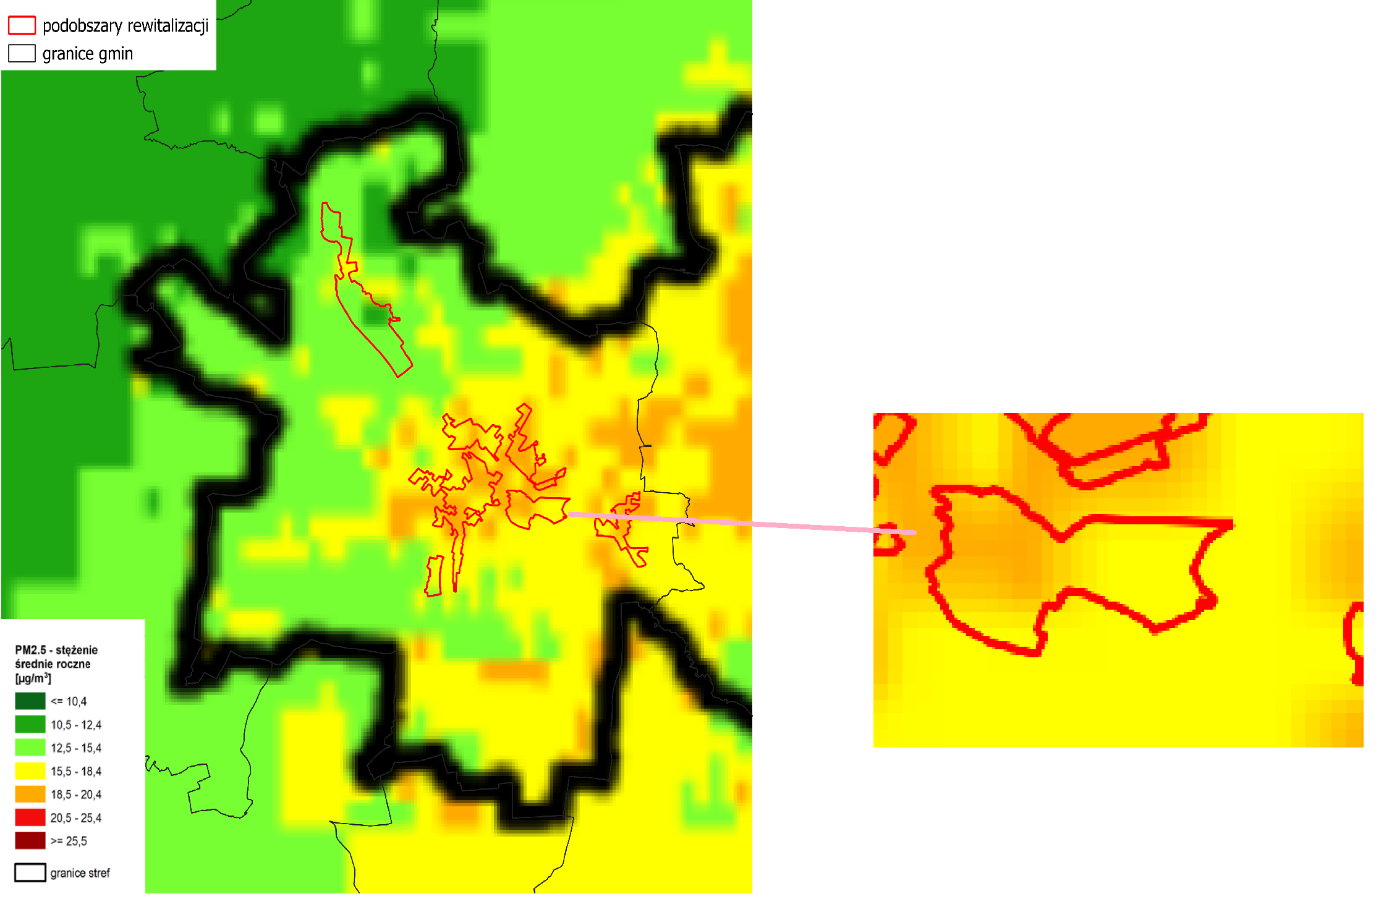 podobszary rewitalizacji
granice gmin
PM2.5 - stężenie
średnie roczne
[µg/m³]
<= 10,4
10,5 - 12,4
12,5 - 15,4
15,5 - 18,4
18,5 - 20,4
20,5 - 25,4
>= 25,5
granice stref